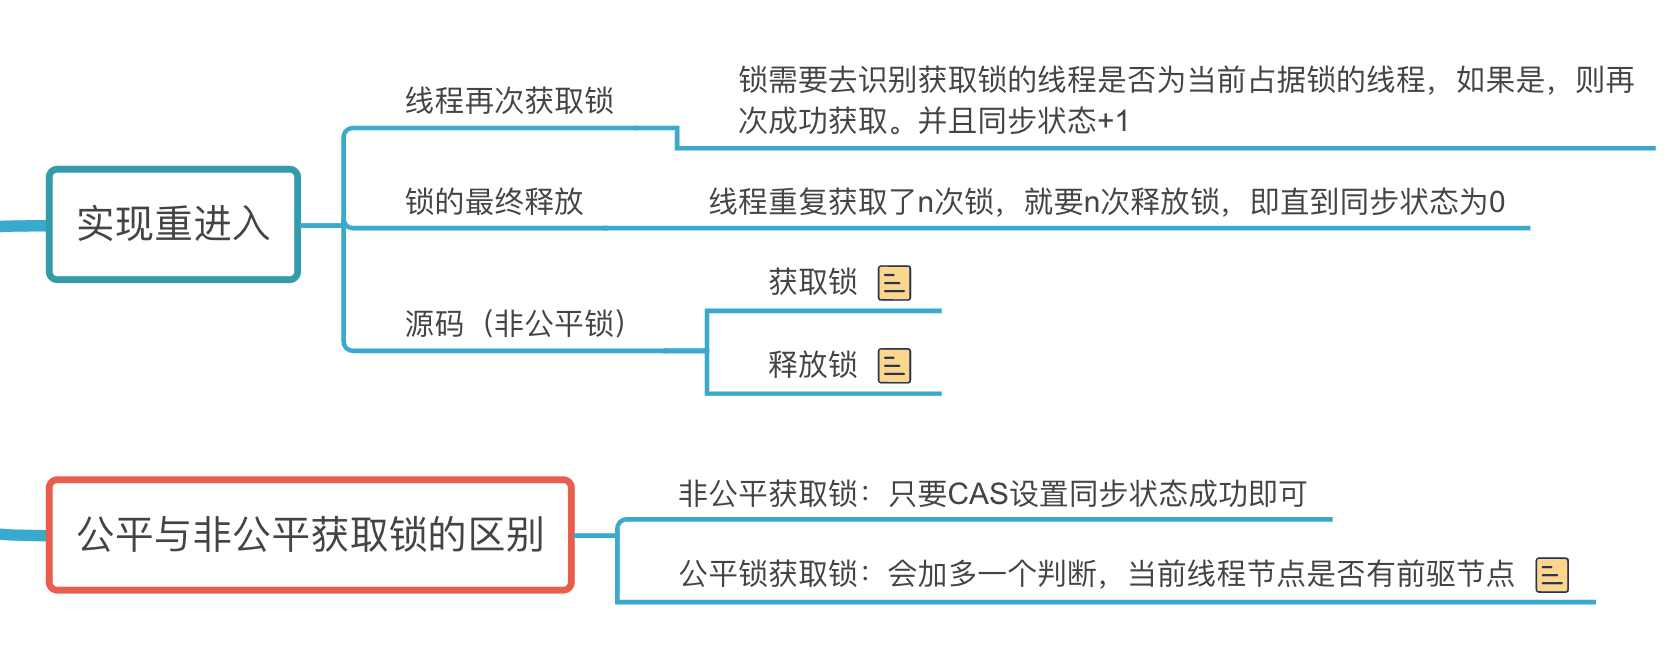 线程再次获取锁
锁需要去识别获取锁的线程是否为当前占据锁的线程，如果是，则再
次成功获取。并且同步状态+1
实现重进入
锁的最终释放
线程重复获取了n次锁，就要n次释放锁，即直到同步状态为0
源码（非公平锁）
获取锁
释放锁
公平与非公平获取锁的区别
非公平获取锁：只要CAS设置同步状态成功即可
公平锁获取锁：会加多一个判断，当前线程节点是否有前驱节点